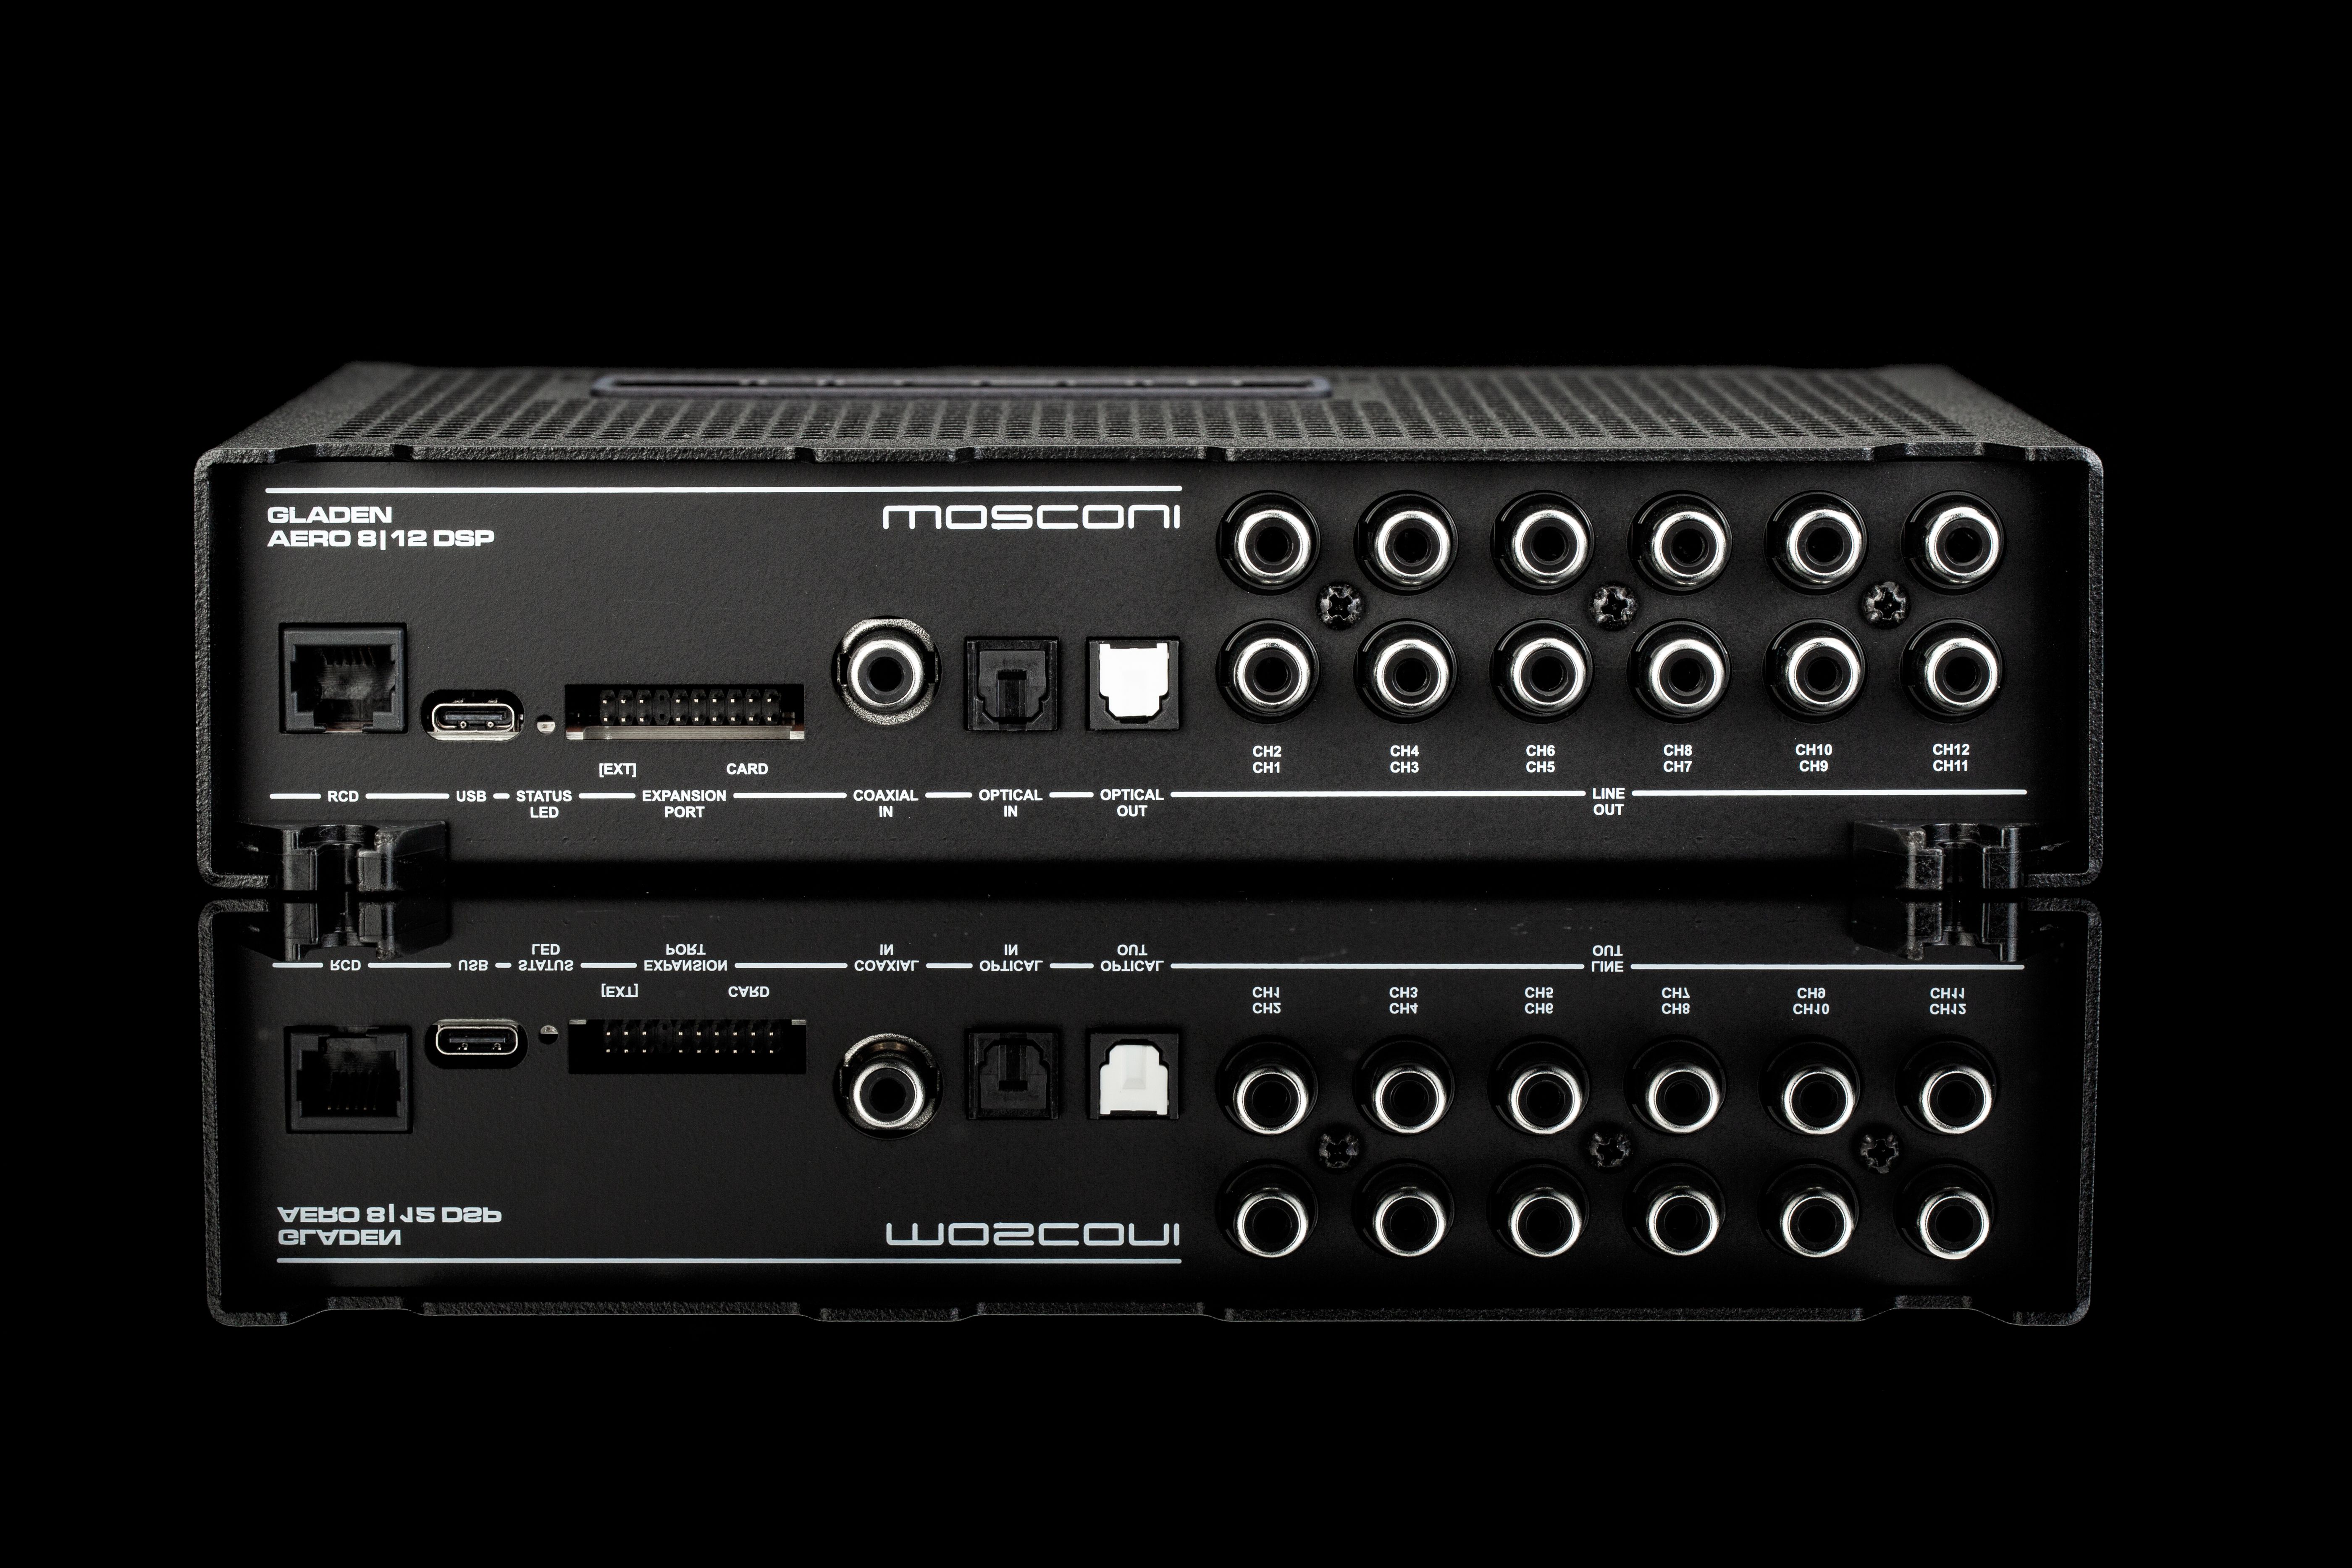 GLADEN
AERO 8|12 DSP
mosconi
[EXT] CARD
RCD USB STATUS LED EXPANSION PORT COAXIAL IN OPTICAL IN OPTICAL OUT
CH2 CH4 CH6 CH8 CH10 CH12
CH1 CH3 CH5 CH7 CH9 CH11
LINE OUT